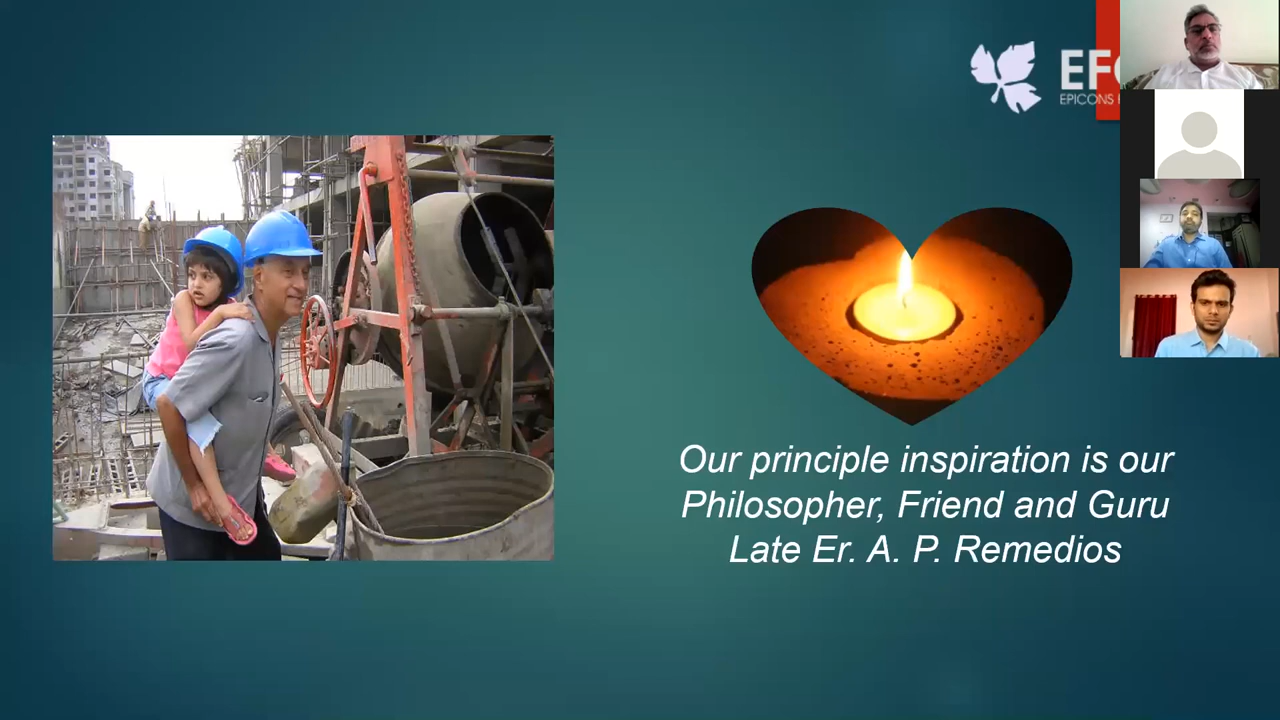 EPICONS
Our principle inspiration is our
Philosopher, Friend and Guru
Late Er. A. P. Remedios